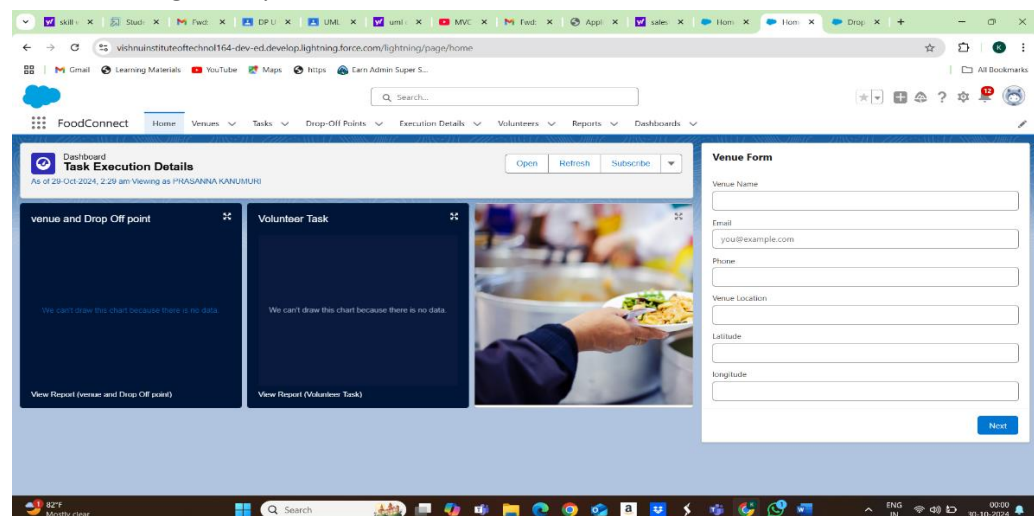 skill
Stud
Fwd:
DP U
UML
uml
MVC
Fwd:
Appl
sales
Hom
Hom
Drop
vishnuinstituteoftechnol164-dev-ed.develop.lightning.force.com/lightning/page/home
K
Gmail Learning Materials YouTube Maps https Earn Admin Super S...
All Bookmarks
Search...
12
FoodConnect Home Venues Tasks Drop-Off Points Execution Details Volunteers Reports Dashboards
Dashboard
Task Execution Details
As of 29-Oct-2024, 2:29 am Viewing as PRASANNA KANUMURI
Open Refresh Subscribe
venue and Drop Off point
We can't draw this chart because there is no data.
View Report (venue and Drop Off point)
Volunteer Task
We can't draw this chart because there is no data.
View Report (Volunteer Task)
Venue Form
Venue Name
Email
you@example.com
Phone
Venue Location
Latitude
longitude
Next
82°F
Mostly clear
Search
ENG
IN
00:00
30-10-2024